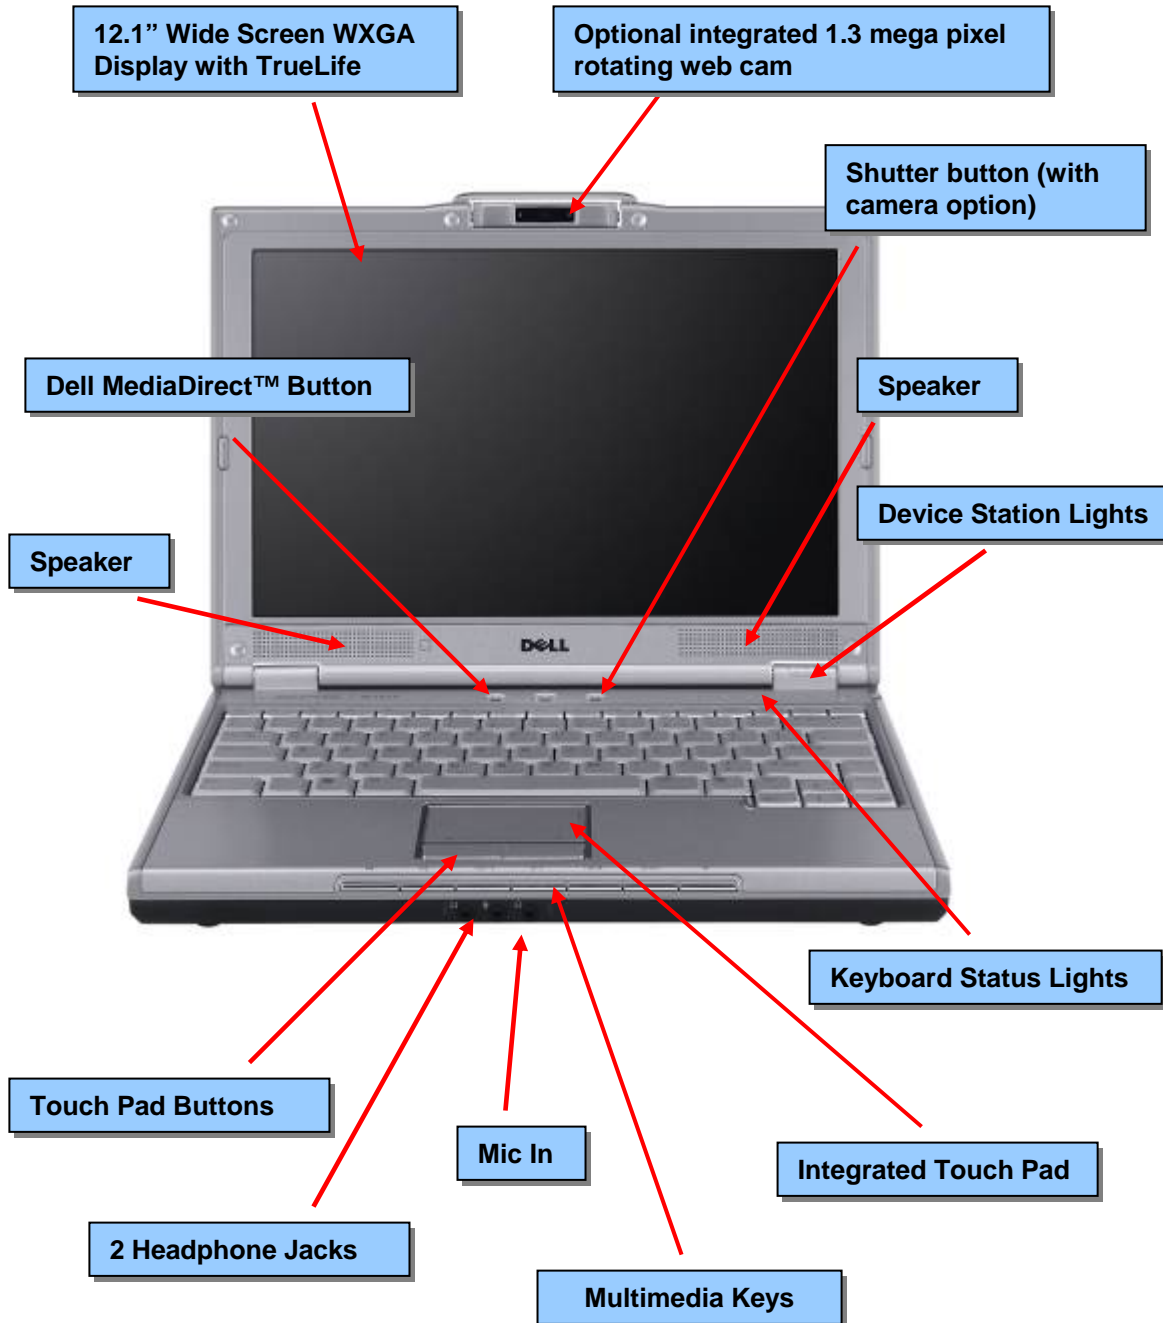 12.1” Wide Screen WXGA
Display with TrueLife
Optional integrated 1.3 mega pixel
rotating web cam
Shutter button (with
camera option)
Dell MediaDirect™ Button
Speaker
Device Station Lights
Speaker
DELL
Keyboard Status Lights
Touch Pad Buttons
Mic In
Integrated Touch Pad
2 Headphone Jacks
Multimedia Keys